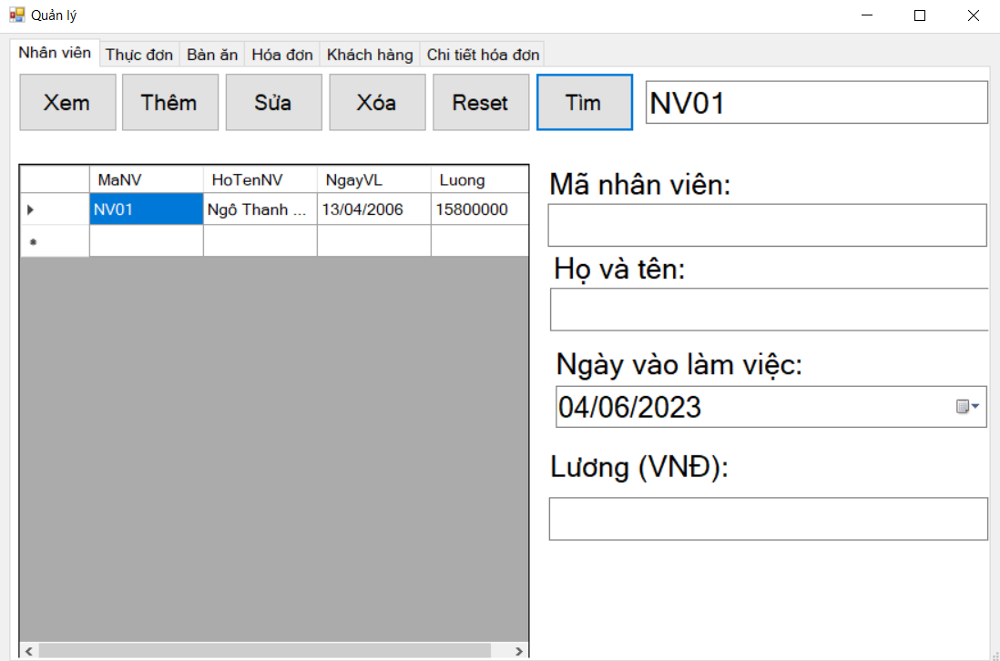 Quản lý
Nhân viên Thực đơn Bàn ăn Hóa đơn Khách hàng Chi tiết hóa đơn
Xem Thêm Sửa Xóa Reset Tìm NV01
MaNV HoTenNV NgayVL Luong
NV01 Ngô Thanh ... 13/04/2006 15800000
Mã nhân viên:
Họ và tên:
Ngày vào làm việc:
04/06/2023
Lương (VNĐ):